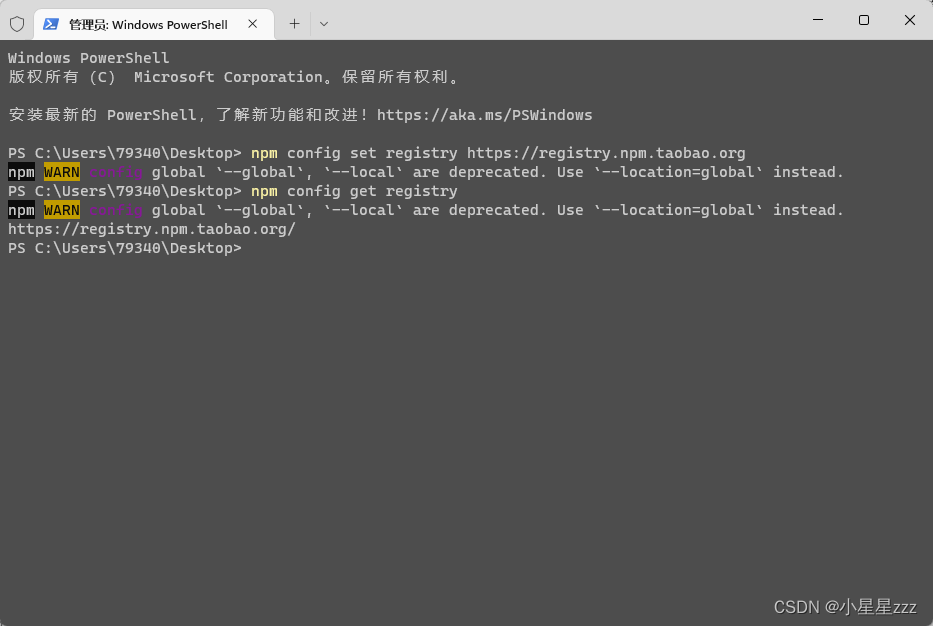 管理员: Windows PowerShell
Windows PowerShell
版权所有 (C) Microsoft Corporation。保留所有权利。
安装最新的 PowerShell，了解新功能和改进！https://aka.ms/PSWindows
PS C:\Users\79340\Desktop> npm config set registry https://registry.npm.taobao.org
npm WARN config global `--global`, `--local` are deprecated. Use `--location=global` instead.
PS C:\Users\79340\Desktop> npm config get registry
npm WARN config global `--global`, `--local` are deprecated. Use `--location=global` instead.
https://registry.npm.taobao.org/
PS C:\Users\79340\Desktop>
CSDN @小星星zzz